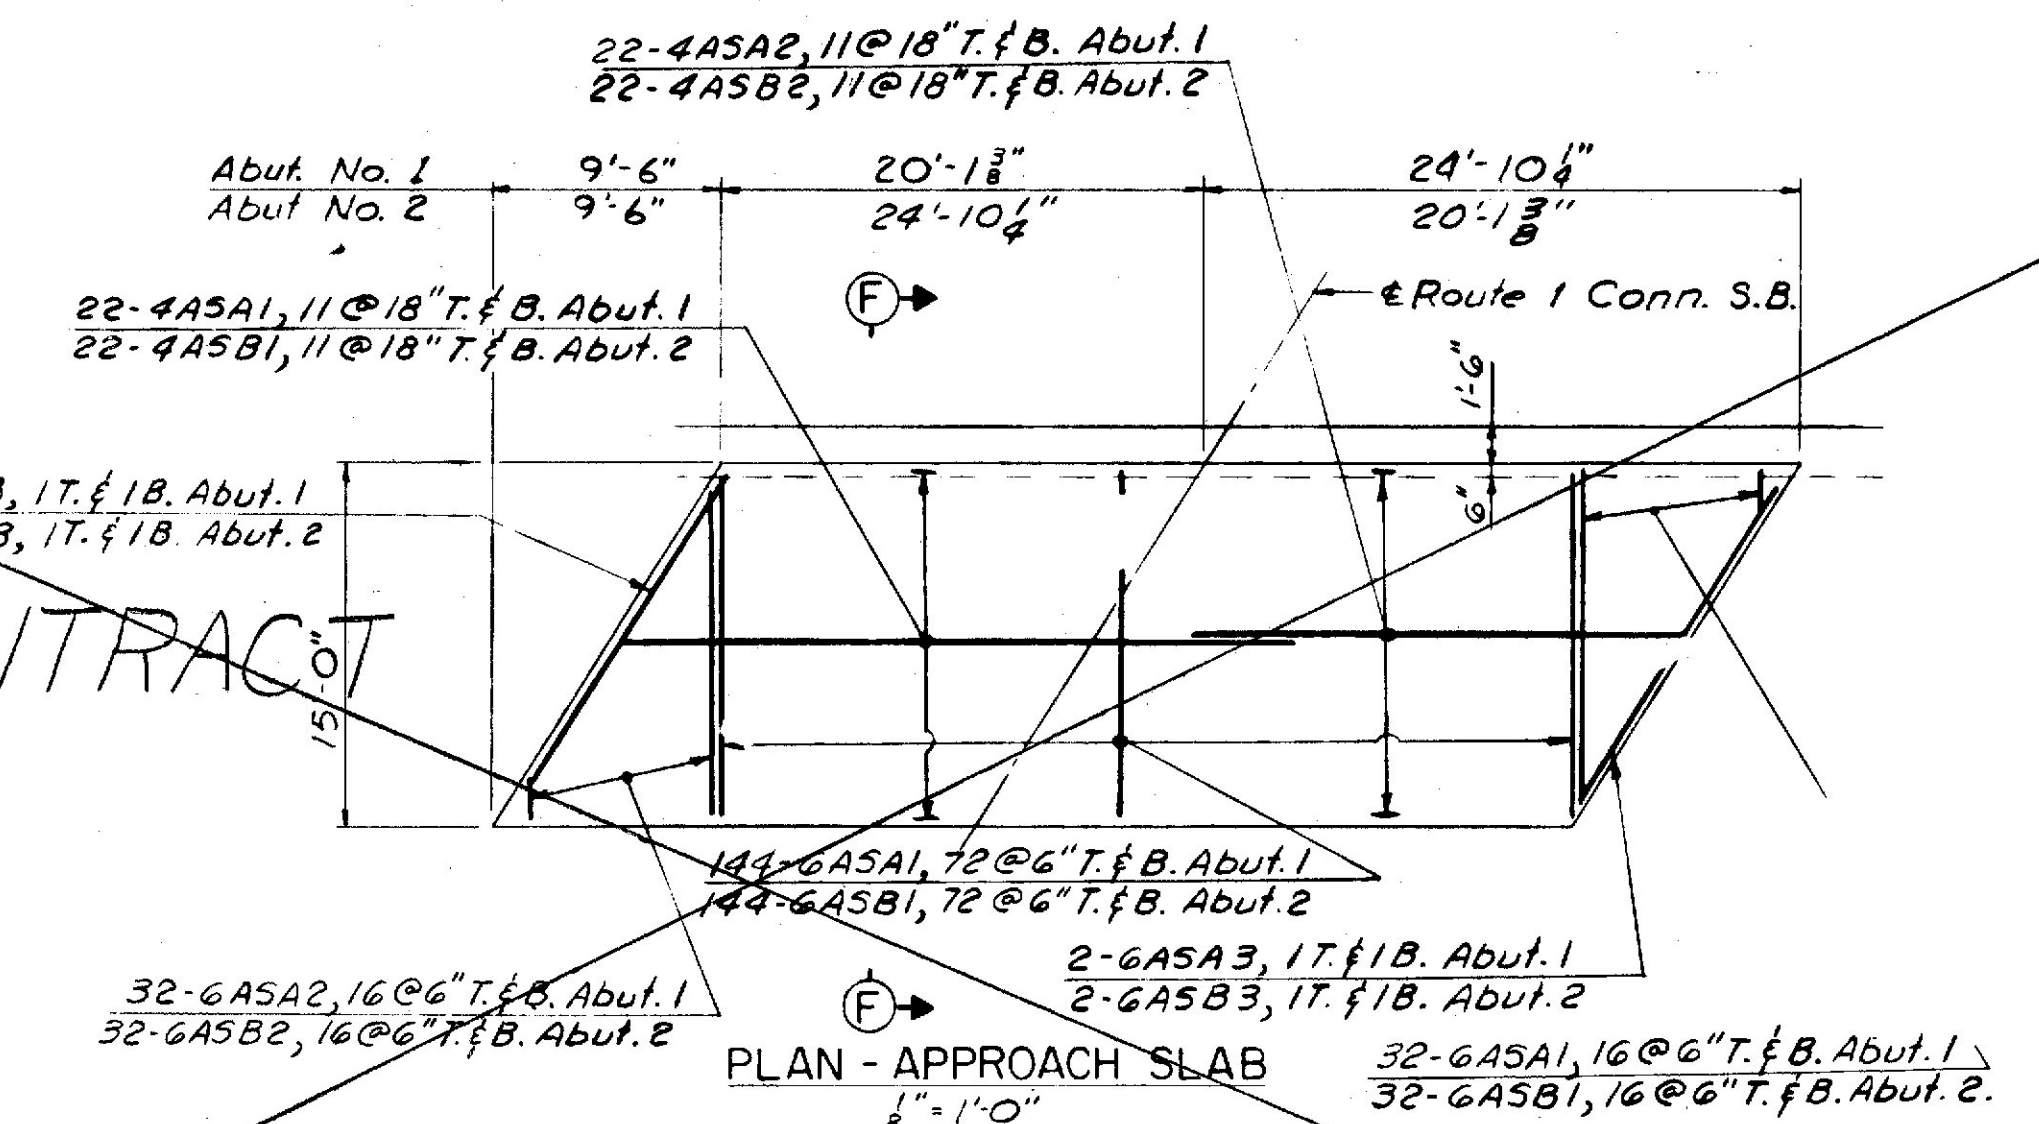 22-4ASA2, 11@18" T. & B. Abut. 1
22-4ASB2, 11@18" T. & B. Abut. 2
Abut. No. 1 9'-6" 20'-1 3/8" 24'-10 1/4"
Abut No. 2 9'-6" 24'-10 1/4" 20'-1 3/8"
F
℄ Route 1 Conn. S.B.
22-4ASA1, 11@18" T. & B. Abut. 1
22-4ASB1, 11@18" T. & B. Abut. 2
1'-6"
6"
, 1T. & 1B. Abut. 1
3, 1T. & 1B. Abut. 2
TRACT
15'-0"
144-6ASA1, 72@6" T. & B. Abut. 1
144-6ASB1, 72@6" T. & B. Abut. 2
2-6ASA3, 1T. & 1B. Abut. 1
2-6ASB3, 1T. & 1B. Abut. 2
32-6ASA2, 16@6" T. & B. Abut. 1
32-6ASB2, 16@6" T. & B. Abut. 2
F
PLAN - APPROACH SLAB
1/8" = 1'-0"
32-6ASA1, 16@6" T. & B. Abut. 1
32-6ASB1, 16@6" T. & B. Abut. 2.